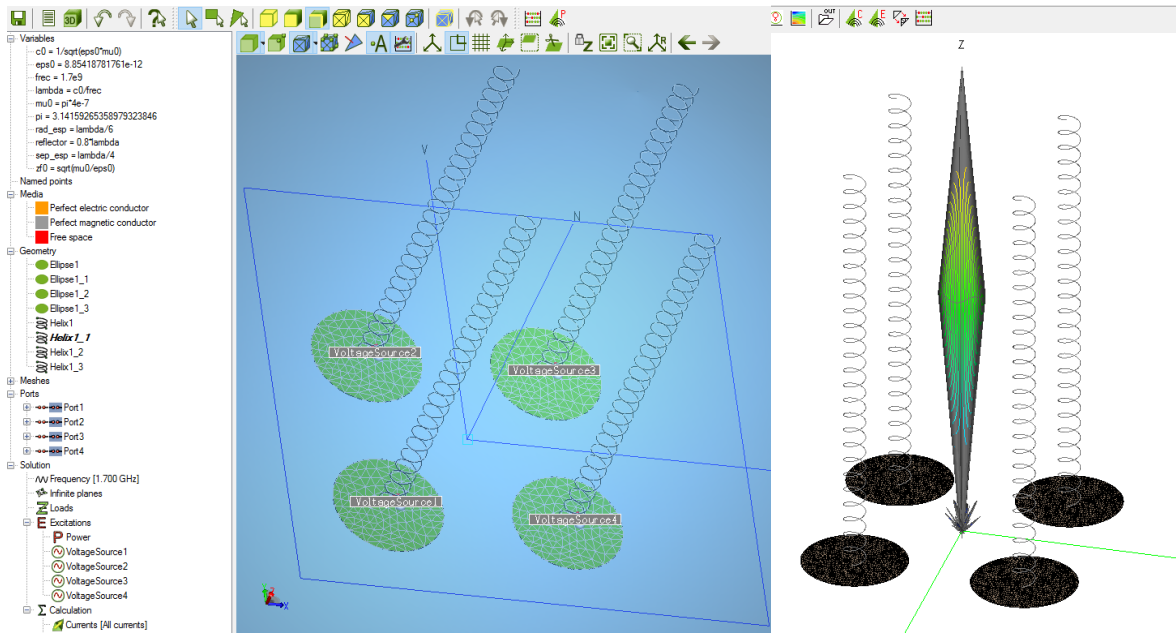 3D
P
OUT
C
E
A
Z
R
Variables
c0 = 1/sqrt(eps0*mu0)
eps0 = 8.85418781761e-12
frec = 1.7e9
lambda = c0/frec
mu0 = pi*4e-7
pi = 3.14159265358979323846
rad_esp = lambda/6
reflector = 0.8*lambda
sep_esp = lambda/4
zf0 = sqrt(mu0/eps0)
Named points
Media
Perfect electric conductor
Perfect magnetic conductor
Free space
Geometry
Ellipse1
Ellipse1_1
Ellipse1_2
Ellipse1_3
Helix1
Helix1_1
Helix1_2
Helix1_3
Meshes
Ports
Port1
Port2
Port3
Port4
Solution
Frequency [1.700 GHz]
Infinite planes
Loads
E Excitations
P Power
VoltageSource1
VoltageSource2
VoltageSource3
VoltageSource4
Σ Calculation
Currents [All currents]
V
N
VoltageSource2
VoltageSource3
VoltageSource1
VoltageSource4
X
Z